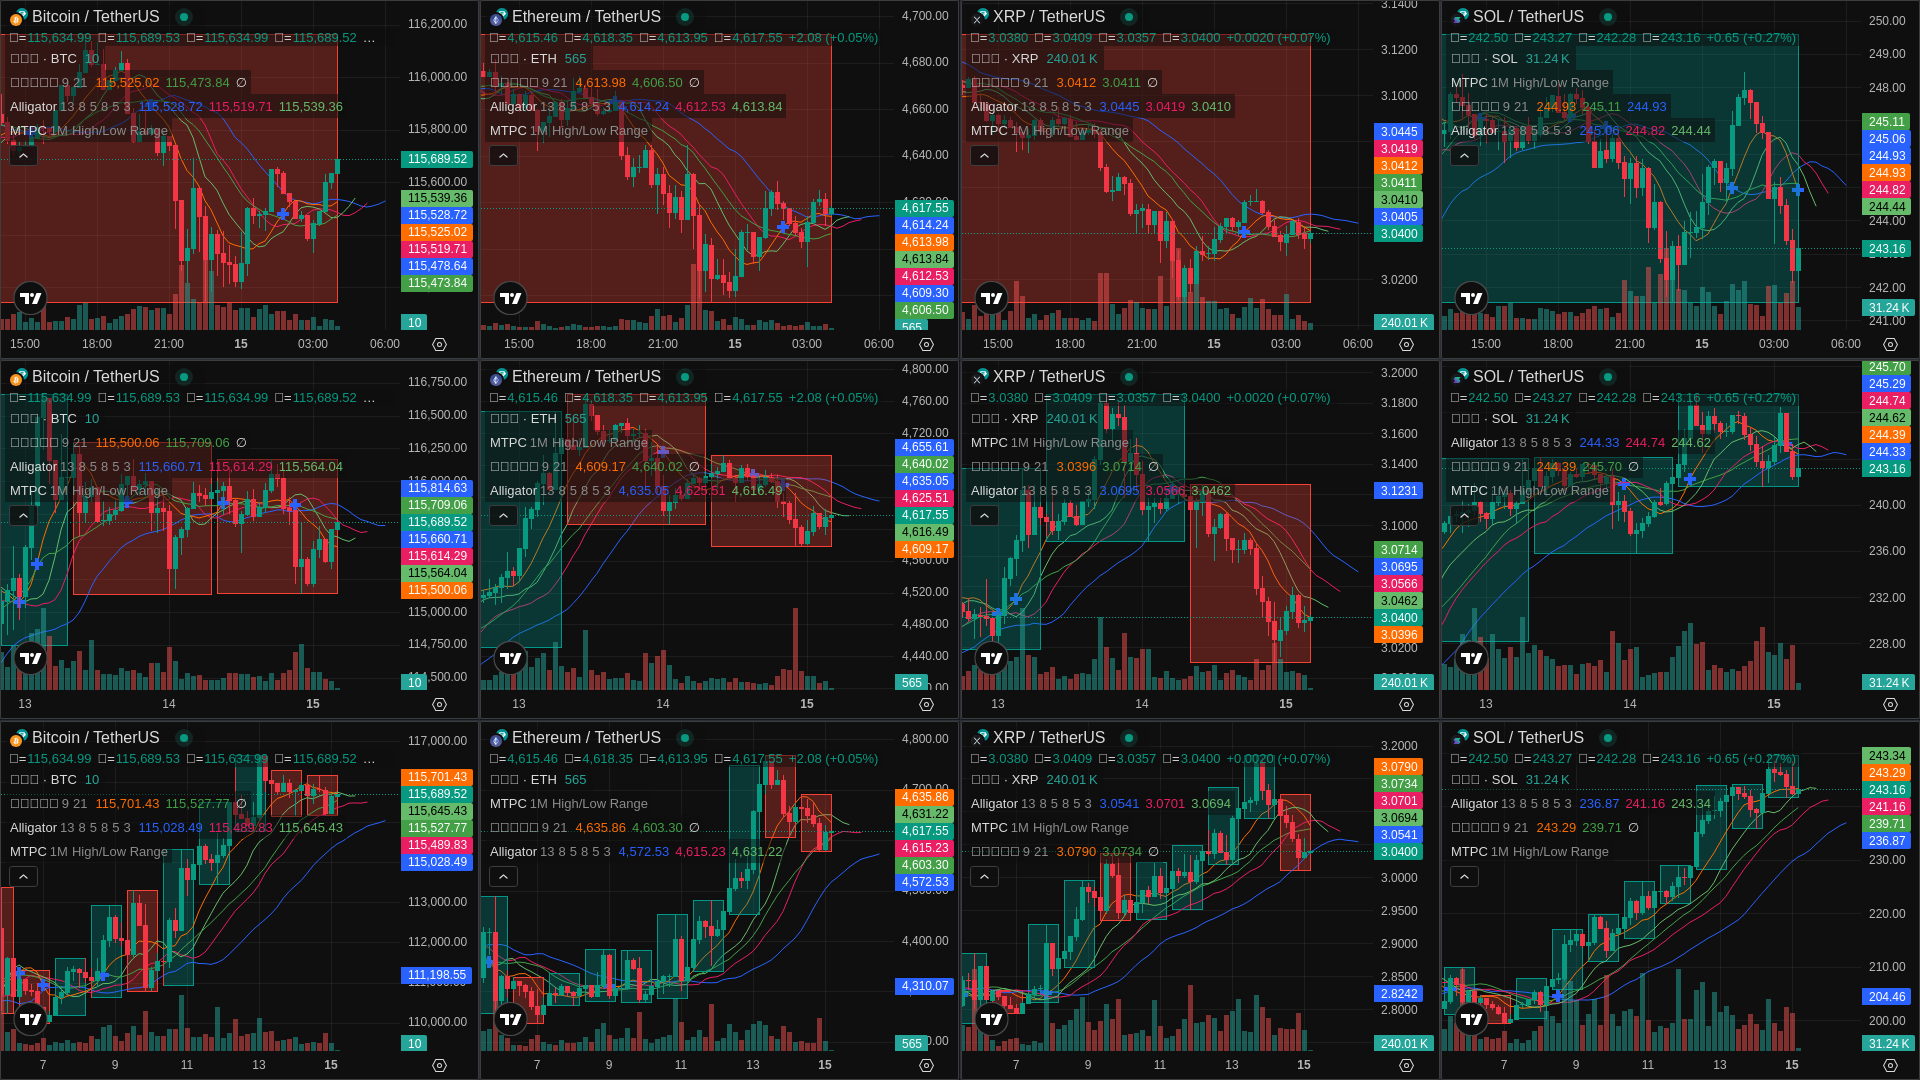 Bitcoin / TetherUS
=115,634.99 =115,689.53 =115,634.99 =115,689.52 …
· BTC 10
9 21 115,525.02 115,473.84 ∅
Alligator 13 8 5 8 5 3 115,528.72 115,519.71 115,539.36
MTPC 1M High/Low Range
116,200.00
116,000.00
115,800.00
115,689.52
115,600.00
115,539.36
115,528.72
115,525.02
115,519.71
115,478.64
115,473.84
10
15:00 18:00 21:00 15 03:00 06:00
Ethereum / TetherUS
=4,615.46 =4,618.35 =4,613.95 =4,617.55 +2.08 (+0.05%)
· ETH 565
9 21 4,613.98 4,606.50 ∅
Alligator 13 8 5 8 5 3 4,614.24 4,612.53 4,613.84
MTPC 1M High/Low Range
4,700.00
4,680.00
4,660.00
4,640.00
4,617.55
4,614.24
4,613.98
4,613.84
4,612.53
4,609.30
4,606.50
565
15:00 18:00 21:00 15 03:00 06:00
XRP / TetherUS
=3.0380 =3.0409 =3.0357 =3.0400 +0.0020 (+0.07%)
· XRP 240.01 K
9 21 3.0412 3.0411 ∅
Alligator 13 8 5 8 5 3 3.0445 3.0419 3.0410
MTPC 1M High/Low Range
3.1400
3.1200
3.1000
3.0445
3.0419
3.0412
3.0411
3.0410
3.0405
3.0400
3.0200
240.01 K
15:00 18:00 21:00 15 03:00 06:00
SOL / TetherUS
=242.50 =243.27 =242.28 =243.16 +0.65 (+0.27%)
· SOL 31.24 K
MTPC 1M High/Low Range
9 21 244.93 245.11 244.93
Alligator 13 8 5 8 5 3 245.06 244.82 244.44
250.00
249.00
248.00
245.11
245.06
244.93
244.93
244.82
244.44
244.00
243.16
242.00
31.24 K
241.00
15:00 18:00 21:00 15 03:00 06:00
Bitcoin / TetherUS
=115,634.99 =115,689.53 =115,634.99 =115,689.52 …
· BTC 10
9 21 115,500.06 115,709.06 ∅
Alligator 13 8 5 8 5 3 115,660.71 115,614.29 115,564.04
MTPC 1M High/Low Range
116,750.00
116,500.00
116,250.00
115,814.63
115,709.06
115,689.52
115,660.71
115,614.29
115,564.04
115,500.06
115,000.00
114,750.00
10
13 14 15
Ethereum / TetherUS
=4,615.46 =4,618.35 =4,613.95 =4,617.55 +2.08 (+0.05%)
· ETH 565
MTPC 1M High/Low Range
9 21 4,609.17 4,640.02 ∅
Alligator 13 8 5 8 5 3 4,635.05 4,625.51 4,616.49
4,800.00
4,760.00
4,720.00
4,655.61
4,640.02
4,635.05
4,625.51
4,617.55
4,616.49
4,609.17
4,560.00
4,520.00
4,480.00
4,440.00
565
13 14 15
XRP / TetherUS
=3.0380 =3.0409 =3.0357 =3.0400 +0.0020 (+0.07%)
· XRP 240.01 K
MTPC 1M High/Low Range
9 21 3.0396 3.0714 ∅
Alligator 13 8 5 8 5 3 3.0695 3.0566 3.0462
3.2000
3.1800
3.1600
3.1400
3.1231
3.1000
3.0714
3.0695
3.0566
3.0462
3.0400
3.0396
3.0200
240.01 K
13 14 15
SOL / TetherUS
=242.50 =243.27 =242.28 =243.16 +0.65 (+0.27%)
· SOL 31.24 K
Alligator 13 8 5 8 5 3 244.33 244.74 244.62
9 21 244.39 245.70 ∅
MTPC 1M High/Low Range
245.70
245.29
244.74
244.62
244.39
244.33
243.16
240.00
236.00
232.00
228.00
31.24 K
13 14 15
Bitcoin / TetherUS
=115,634.99 =115,689.53 =115,634.99 =115,689.52 …
· BTC 10
9 21 115,701.43 115,527.77 ∅
Alligator 13 8 5 8 5 3 115,028.49 115,489.83 115,645.43
MTPC 1M High/Low Range
117,000.00
115,701.43
115,689.52
115,645.43
115,527.77
115,489.83
115,028.49
113,000.00
112,000.00
111,198.55
110,000.00
10
7 9 11 13 15
Ethereum / TetherUS
=4,615.46 =4,618.35 =4,613.95 =4,617.55 +2.08 (+0.05%)
· ETH 565
MTPC 1M High/Low Range
9 21 4,635.86 4,603.30 ∅
Alligator 13 8 5 8 5 3 4,572.53 4,615.23 4,631.22
4,800.00
4,635.86
4,631.22
4,617.55
4,615.23
4,603.30
4,572.53
4,400.00
4,310.07
565
7 9 11 13 15
XRP / TetherUS
=3.0380 =3.0409 =3.0357 =3.0400 +0.0020 (+0.07%)
· XRP 240.01 K
Alligator 13 8 5 8 5 3 3.0541 3.0701 3.0694
MTPC 1M High/Low Range
9 21 3.0790 3.0734 ∅
3.2000
3.0790
3.0734
3.0701
3.0694
3.0541
3.0400
3.0000
2.9500
2.9000
2.8500
2.8242
2.8000
240.01 K
7 9 11 13 15
SOL / TetherUS
=242.50 =243.27 =242.28 =243.16 +0.65 (+0.27%)
· SOL 31.24 K
Alligator 13 8 5 8 5 3 236.87 241.16 243.34
9 21 243.29 239.71 ∅
MTPC 1M High/Low Range
243.34
243.29
243.16
241.16
239.71
236.87
230.00
220.00
210.00
204.46
200.00
31.24 K
7 9 11 13 15